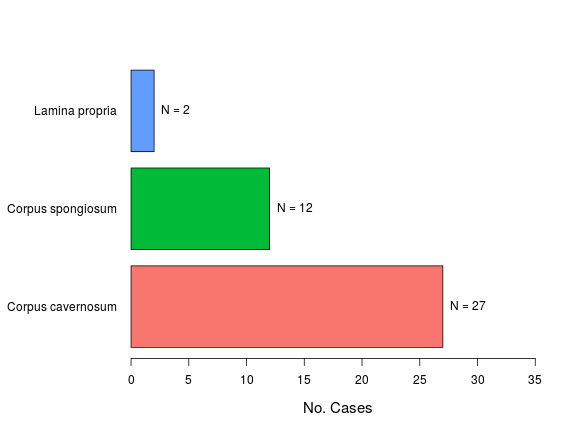 Lamina propria
N = 2
Corpus spongiosum
N = 12
Corpus cavernosum
N = 27
0 5 10 15 20 25 30 35
No. Cases